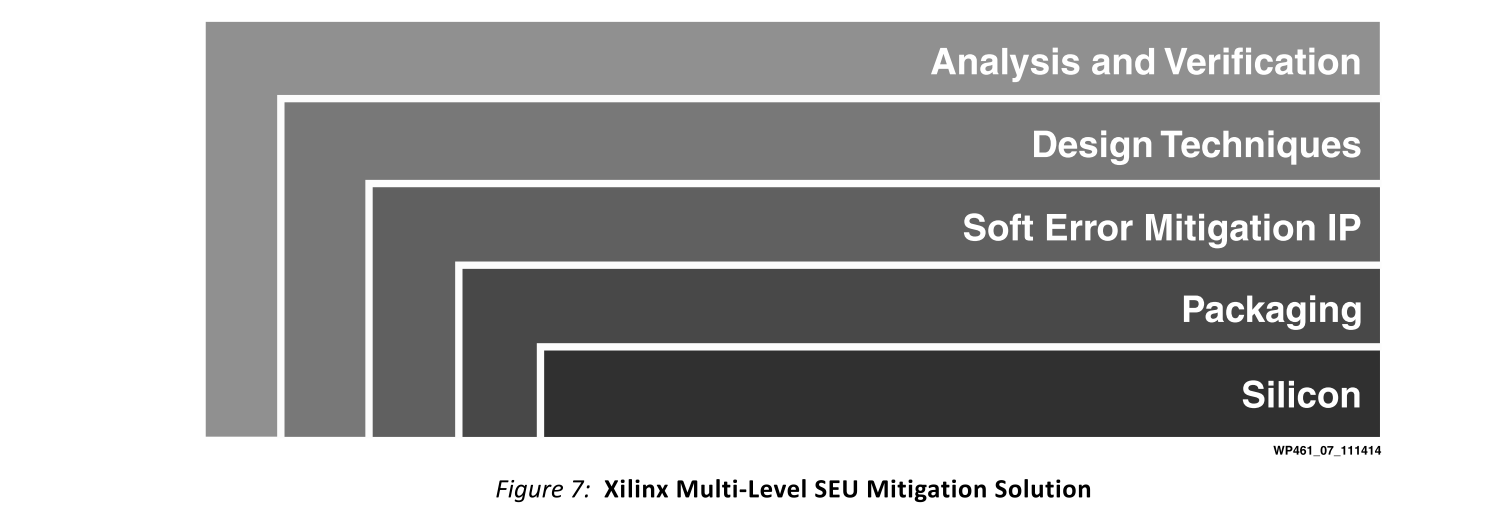 Analysis and Verification
Design Techniques
Soft Error Mitigation IP
Packaging
Silicon
WP461_07_111414
Figure 7: Xilinx Multi-Level SEU Mitigation Solution